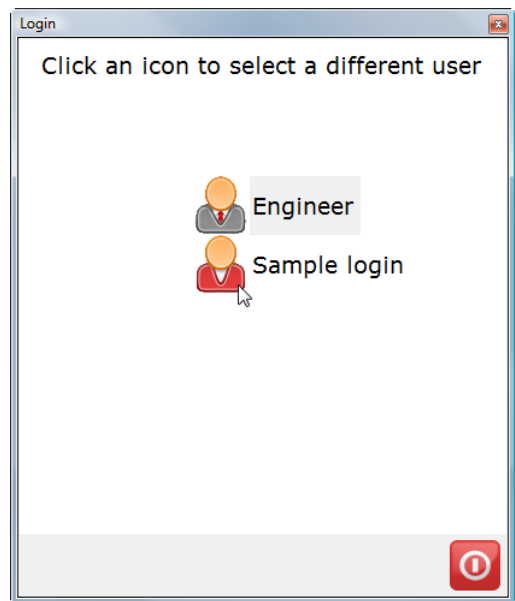 Login
Click an icon to select a different user
Engineer
Sample login